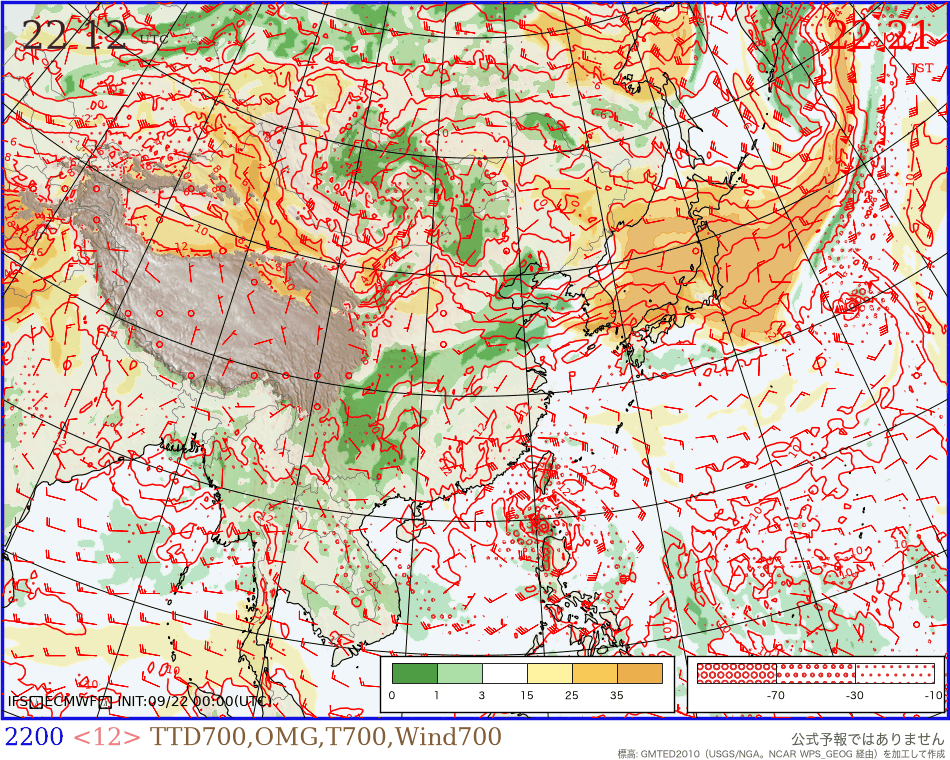 22 12 UTC
22 21
JST
IFS ECMWF INIT:09/22 00:00(UTC)
0 1 3 15 25 35
-70 -30 -10
2200 <12> TTD700,OMG,T700,Wind700
公式予報ではありません
標高: GMTED2010（USGS/NGA。NCAR WPS_GEOG 経由）を加工して作成